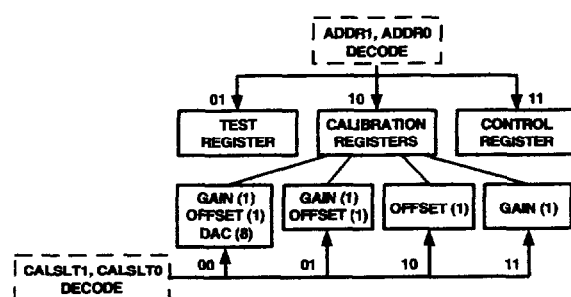 ADDR1, ADDR0
DECODE
01
10
11
TEST
REGISTER
CALIBRATION
REGISTERS
CONTROL
REGISTER
GAIN (1)
OFFSET (1)
DAC (8)
GAIN (1)
OFFSET (1)
OFFSET (1)
GAIN (1)
CALSLT1, CALSLT0
DECODE
00
01
10
11